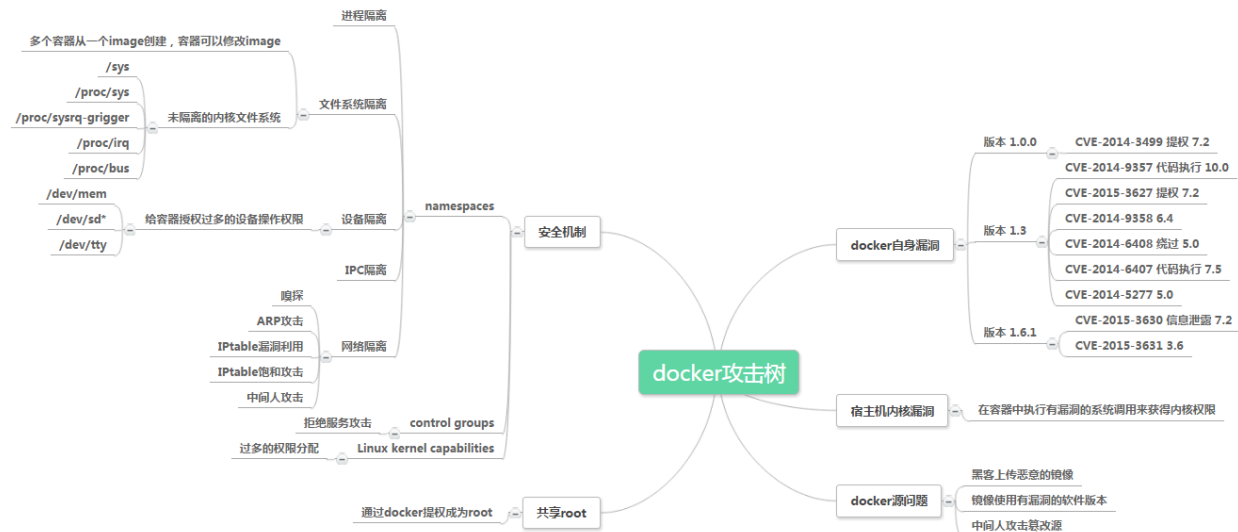 docker攻击树
docker自身漏洞
版本 1.0.0
CVE-2014-3499 提权 7.2
版本 1.3
CVE-2014-9357 代码执行 10.0
CVE-2015-3627 提权 7.2
CVE-2014-9358 6.4
CVE-2014-6408 绕过 5.0
CVE-2014-6407 代码执行 7.5
CVE-2014-5277 5.0
版本 1.6.1
CVE-2015-3630 信息泄露 7.2
CVE-2015-3631 3.6
宿主机内核漏洞
在容器中执行有漏洞的系统调用来获得内核权限
docker源问题
黑客上传恶意的镜像
镜像使用有漏洞的软件版本
中间人攻击篡改源
安全机制
namespaces
进程隔离
文件系统隔离
多个容器从一个image创建，容器可以修改image
未隔离的内核文件系统
/sys
/proc/sys
/proc/sysrq-grigger
/proc/irq
/proc/bus
设备隔离
给容器授权过多的设备操作权限
/dev/mem
/dev/sd*
/dev/tty
IPC隔离
网络隔离
嗅探
ARP攻击
IPtable漏洞利用
IPtable饱和攻击
中间人攻击
control groups
拒绝服务攻击
Linux kernel capabilities
过多的权限分配
共享root
通过docker提权成为root